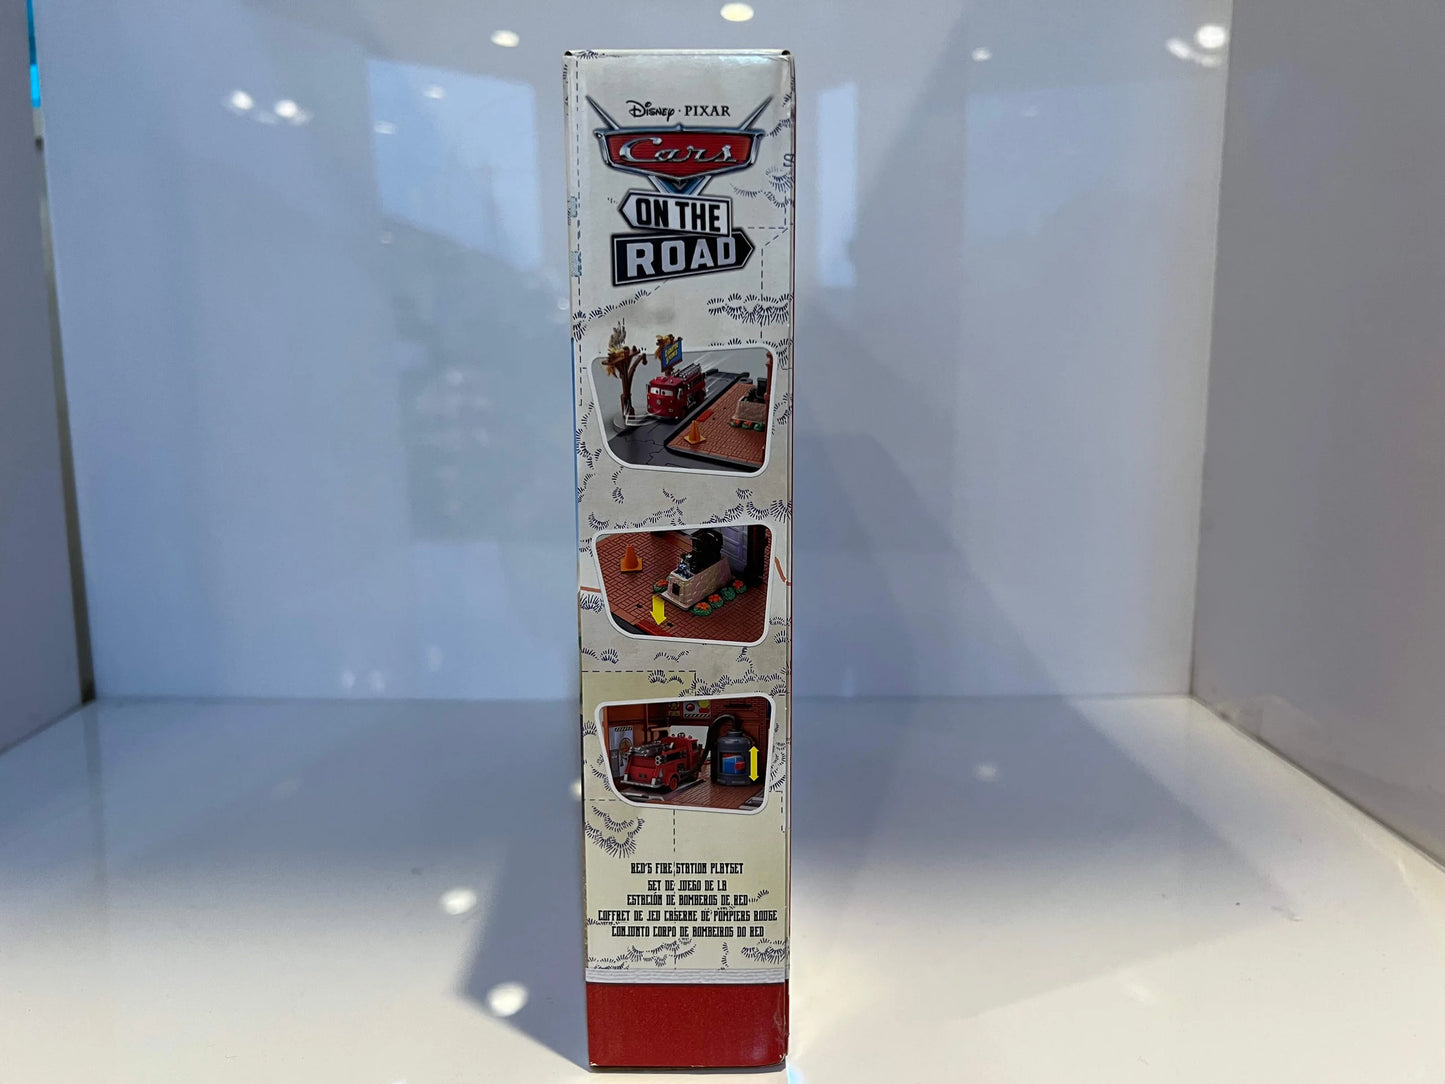 Disney · PIXAR
Cars
ON THE
ROAD
RED'S FIRE STATION PLAYSET
SET DE JUEGO DE LA
ESTACIÓN DE BOMBEROS DE RED
COFFRET DE JEU CASERNE DE POMPIERS ROUGE
CONJUNTO CORPO DE BOMBEIROS DO RED